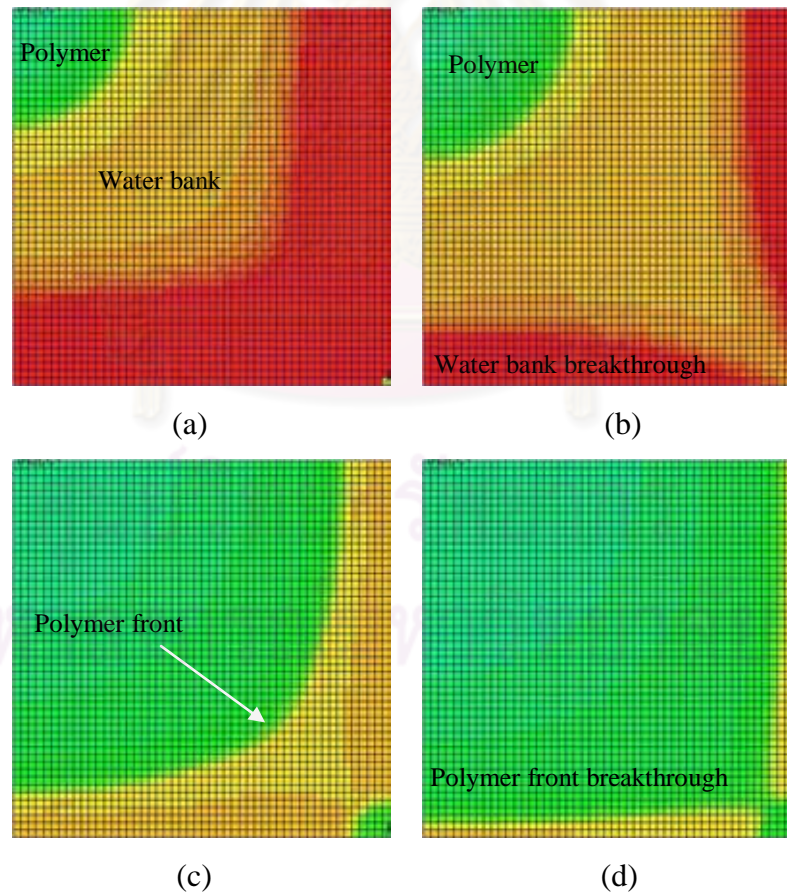 Polymer
Polymer
Water bank
Water bank breakthrough
(a)
(b)
Polymer front
Polymer front breakthrough
(c)
(d)